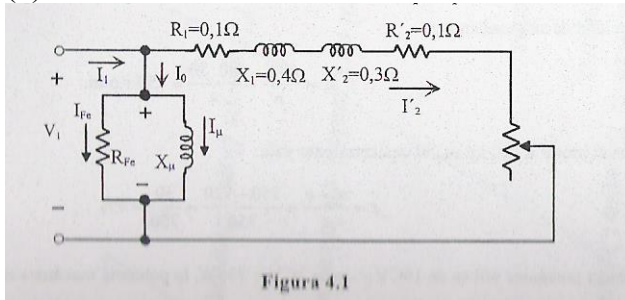 R₁=0,1Ω
R´₂=0,1Ω
I₁
I₀
X₁=0,4Ω X´₂=0,3Ω
I´₂
+
+
I_Fe
I_μ
V₁
R_Fe
X_μ
−
−
Figura 4.1